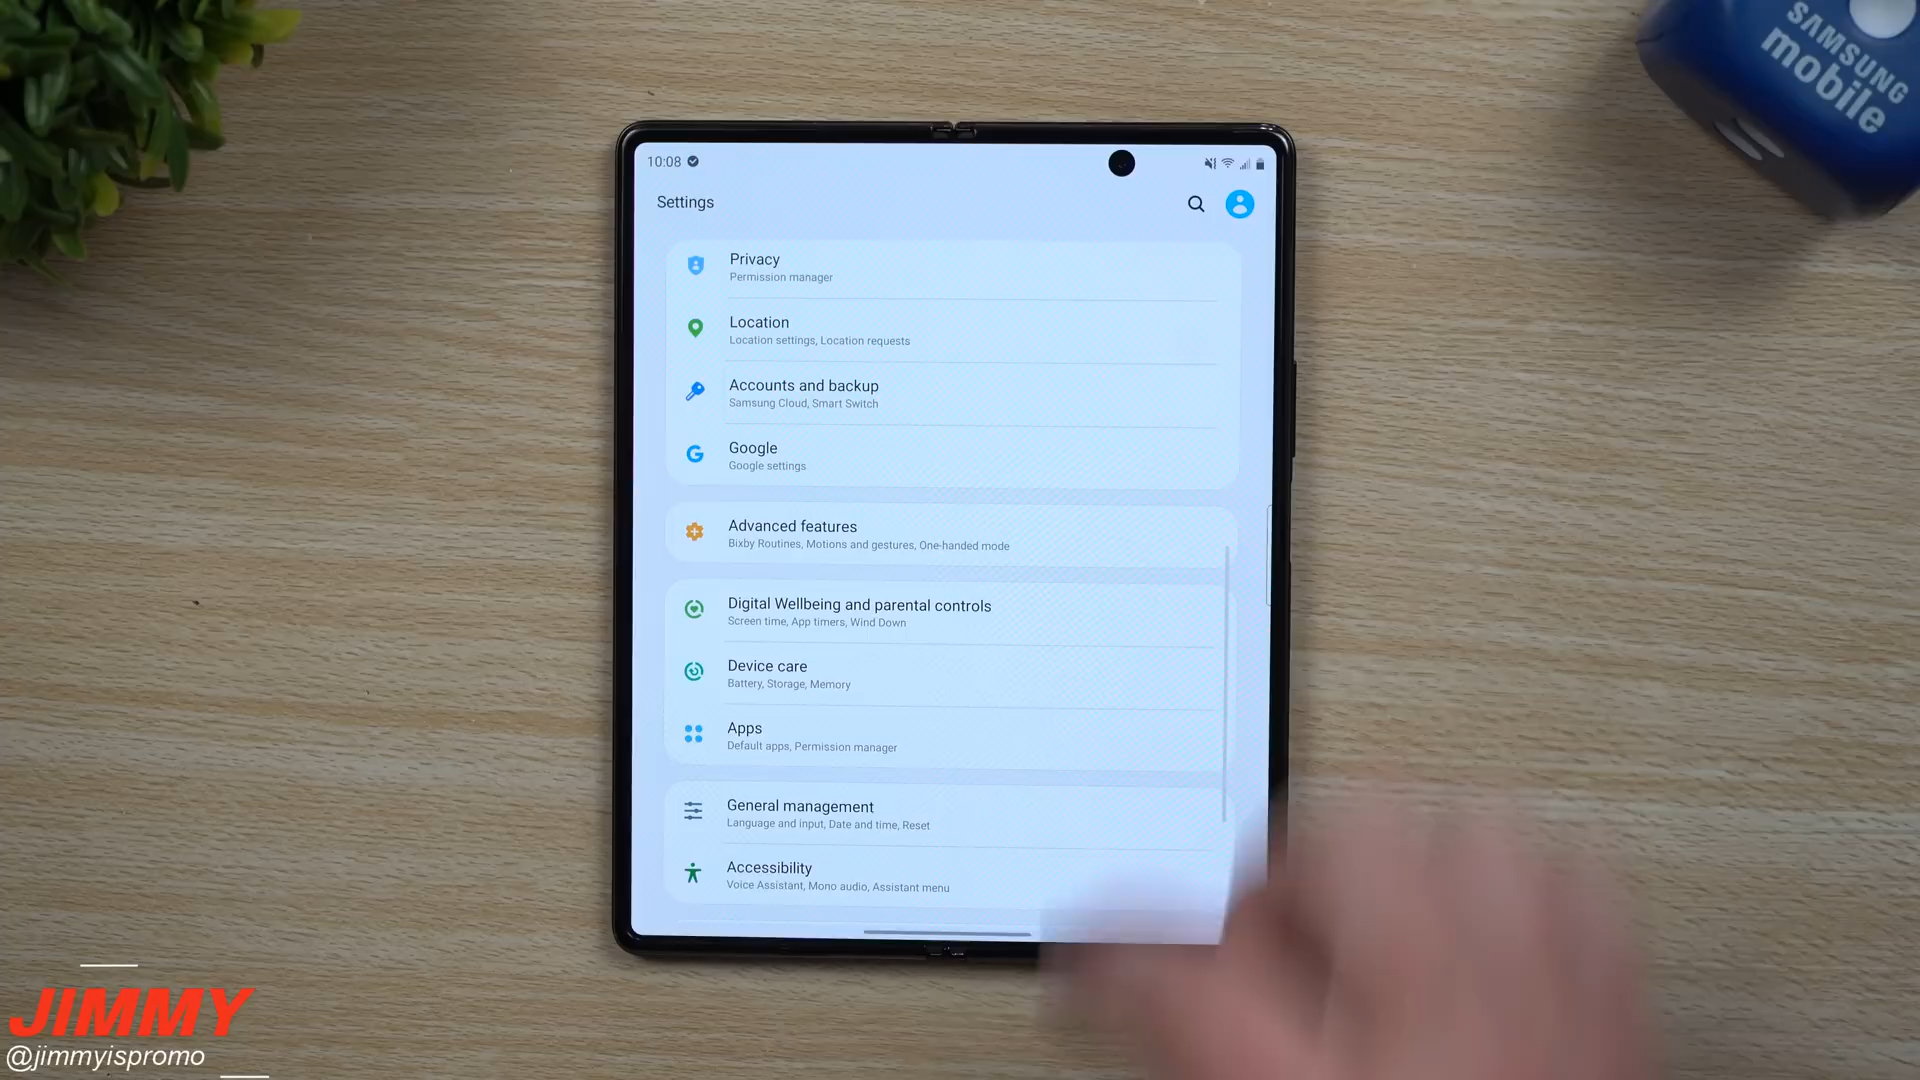 SAMSUNG
mobile
10:08
Settings
Privacy
Permission manager
Location
Location settings, Location requests
Accounts and backup
Samsung Cloud, Smart Switch
Google
Google settings
Advanced features
Bixby Routines, Motions and gestures, One-handed mode
Digital Wellbeing and parental controls
Screen time, App timers, Wind Down
Device care
Battery, Storage, Memory
Apps
Default apps, Permission manager
General management
Language and input, Date and time, Reset
Accessibility
Voice Assistant, Mono audio, Assistant menu
JIMMY
@jimmyispromo